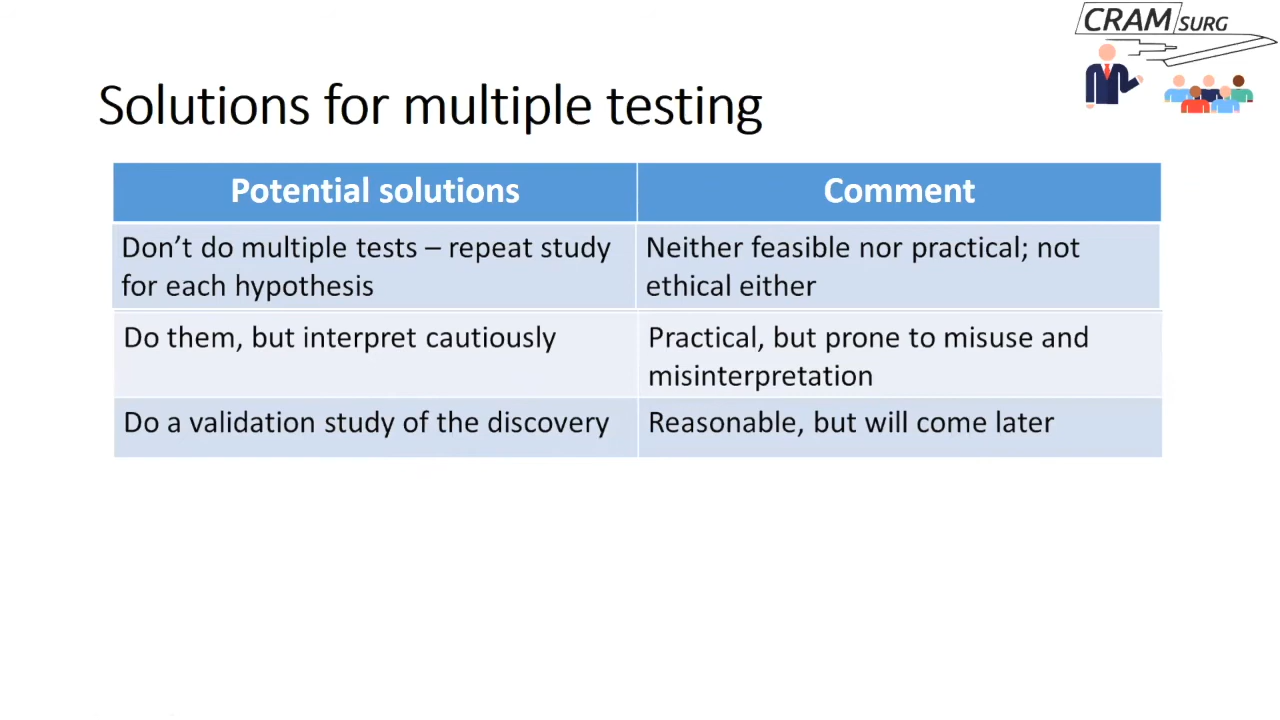 CRAM SURG
Solutions for multiple testing
Potential solutions
Comment
Don’t do multiple tests – repeat study
for each hypothesis
Neither feasible nor practical; not
ethical either
Do them, but interpret cautiously
Practical, but prone to misuse and
misinterpretation
Do a validation study of the discovery
Reasonable, but will come later